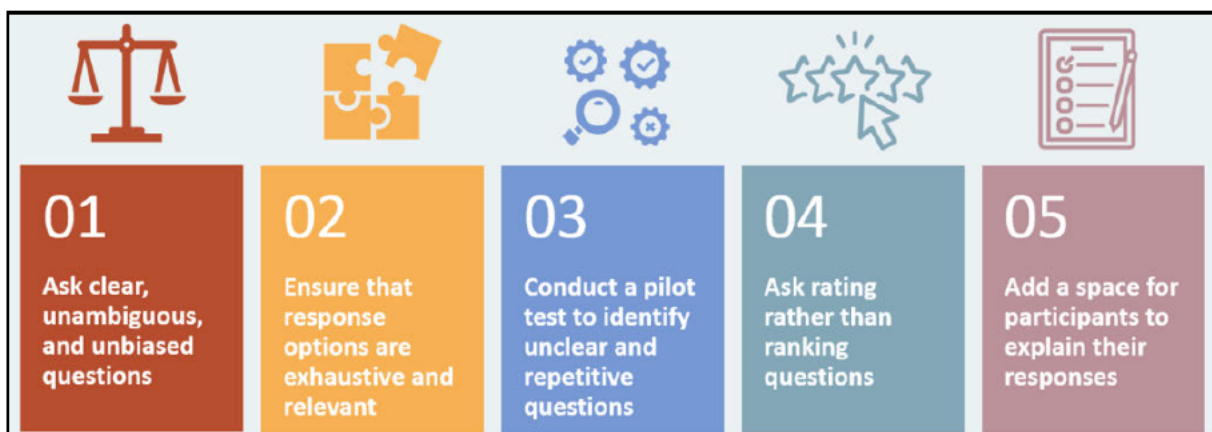 01
Ask clear,
unambiguous,
and unbiased
questions
02
Ensure that
response
options are
exhaustive and
relevant
03
Conduct a pilot
test to identify
unclear and
repetitive
questions
04
Ask rating
rather than
ranking
questions
05
Add a space for
participants to
explain their
responses